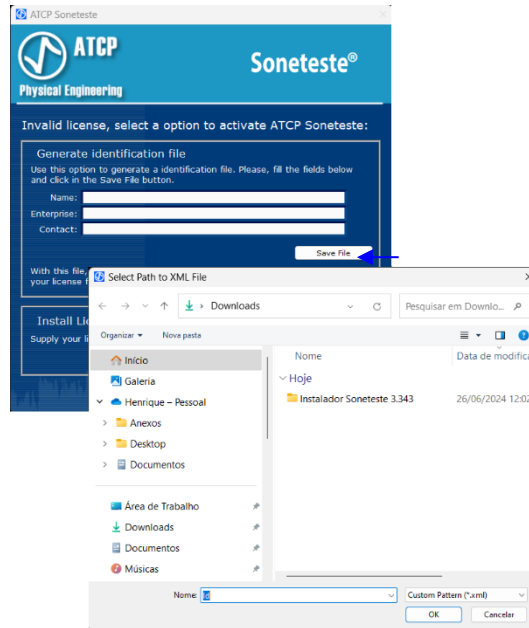 ATCP Soneteste
ATCP
Physical Engineering
Soneteste®
Invalid license, select a option to activate ATCP Soneteste:
Generate identification file
Use this option to generate a identification file. Please, fill the fields below
and click in the Save File button.
Name:
Enterprise:
Contact:
Save File
With this file,
your license f
Install Li
Supply your li
Select Path to XML File
Downloads
Pesquisar em Downlo...
Organizar
Nova pasta
Início
Galeria
Henrique – Pessoal
Anexos
Desktop
Documentos
Área de Trabalho
Downloads
Documentos
Músicas
Nome
Data de modifica
Hoje
Instalador Soneteste 3.343
26/06/2024 12:02
Nome
id
Custom Pattern (*.xml)
OK
Cancelar